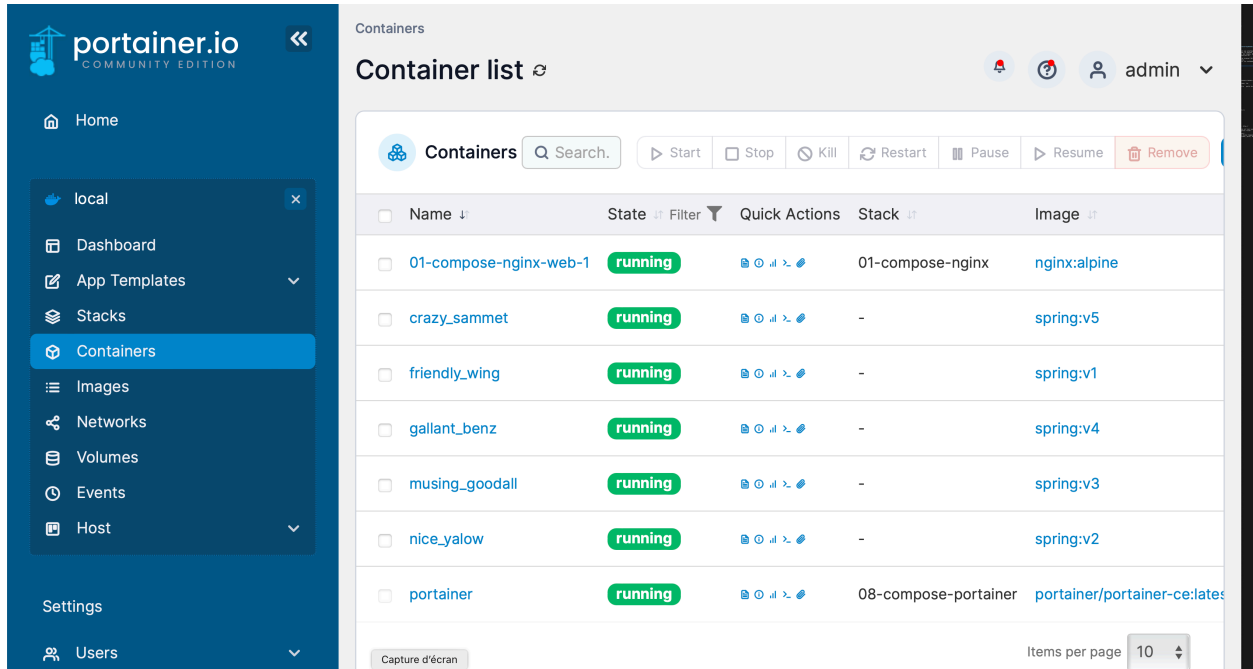 portainer.io
COMMUNITY EDITION
Home
local
Dashboard
App Templates
Stacks
Containers
Images
Networks
Volumes
Events
Host
Settings
Users
Containers
Container list
admin
Containers Search. Start Stop Kill Restart Pause Resume Remove
Name State Filter Quick Actions Stack Image
01-compose-nginx-web-1 running 01-compose-nginx nginx:alpine
crazy_sammet running - spring:v5
friendly_wing running - spring:v1
gallant_benz running - spring:v4
musing_goodall running - spring:v3
nice_yalow running - spring:v2
portainer running 08-compose-portainer portainer/portainer-ce:lates
Items per page 10
Capture d'écran